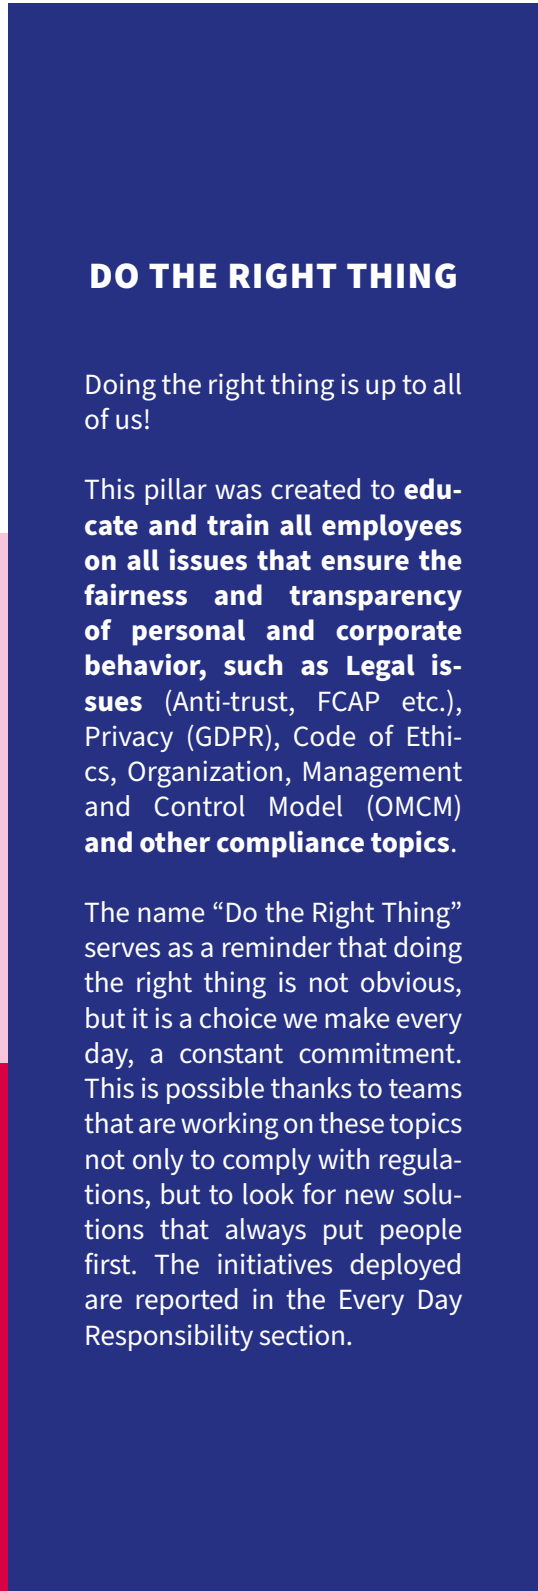 DO THE RIGHT THING
Doing the right thing is up to all
of us!
This pillar was created to edu-
cate and train all employees
on all issues that ensure the
fairness and transparency
of personal and corporate
behavior, such as Legal is-
sues (Anti-trust, FCAP etc.),
Privacy (GDPR), Code of Ethi-
cs, Organization, Management
and Control Model (OMCM)
and other compliance topics.
The name “Do the Right Thing”
serves as a reminder that doing
the right thing is not obvious,
but it is a choice we make every
day, a constant commitment.
This is possible thanks to teams
that are working on these topics
not only to comply with regula-
tions, but to look for new solu-
tions that always put people
first. The initiatives deployed
are reported in the Every Day
Responsibility section.